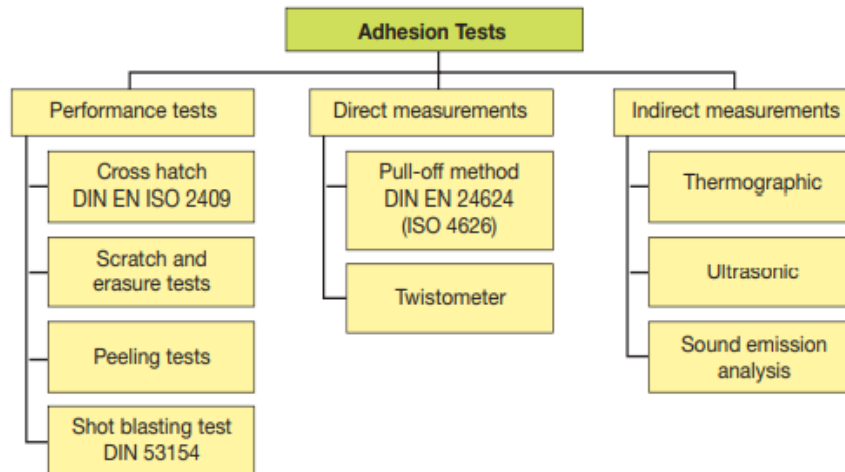 Adhesion Tests
Performance tests
Cross hatch
DIN EN ISO 2409
Scratch and
erasure tests
Peeling tests
Shot blasting test
DIN 53154
Direct measurements
Pull-off method
DIN EN 24624
(ISO 4626)
Twistometer
Indirect measurements
Thermographic
Ultrasonic
Sound emission
analysis